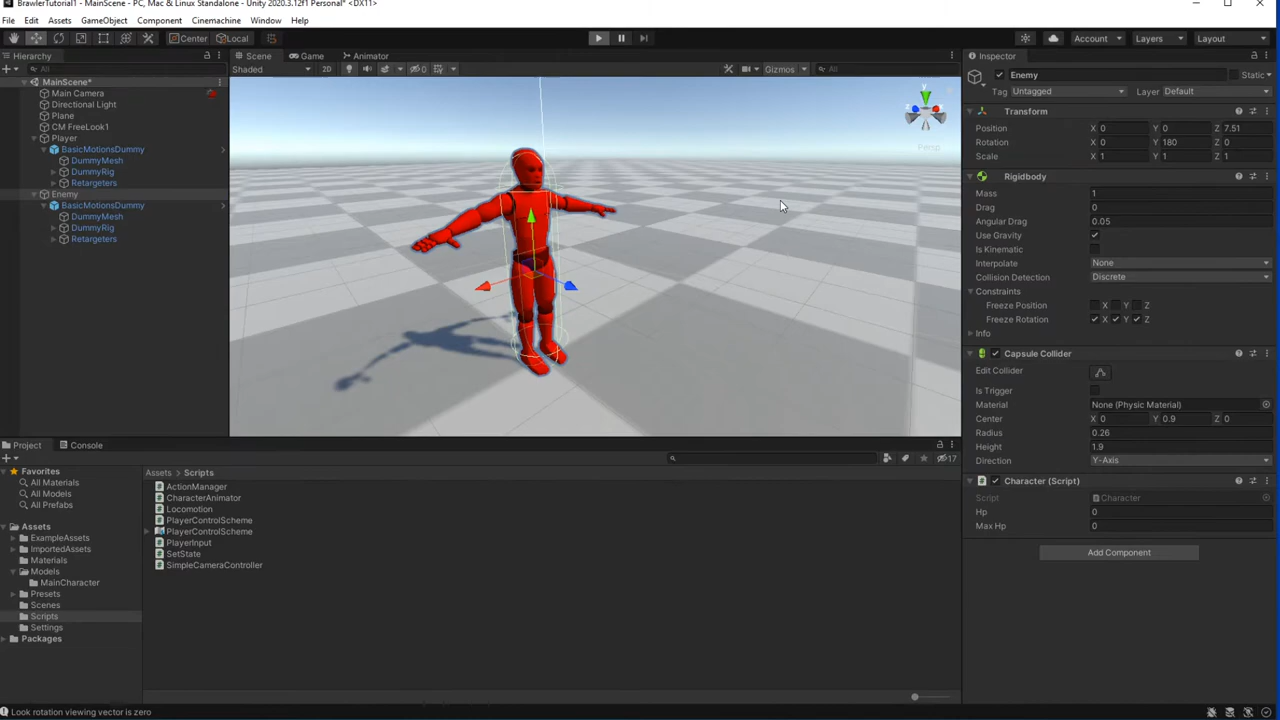 BrawlerTutorial1 - MainScene - PC, Mac & Linux Standalone - Unity 2020.3.12f1 Personal* <DX11>
File Edit Assets GameObject Component Cinemachine Window Help
Center Local Account Layers Layout
Hierarchy
All
MainScene*
Main Camera
Directional Light
Plane
CM FreeLook1
Player
BasicMotionsDummy
DummyMesh
DummyRig
Retargeters
Enemy
BasicMotionsDummy
DummyMesh
DummyRig
Retargeters
Scene Game Animator
Shaded 2D 0 Gizmos All
y
z x
Persp
Inspector
Enemy Static
Tag Untagged Layer Default
Transform
Position X 0 Y 0 Z 7.51
Rotation X 0 Y 180 Z 0
Scale X 1 Y 1 Z 1
Rigidbody
Mass 1
Drag 0
Angular Drag 0.05
Use Gravity
Is Kinematic
Interpolate None
Collision Detection Discrete
Constraints
Freeze Position X Y Z
Freeze Rotation X Y Z
Info
Capsule Collider
Edit Collider
Is Trigger
Material None (Physic Material)
Center X 0 Y 0.9 Z 0
Radius 0.26
Height 1.9
Direction Y-Axis
Character (Script)
Script Character
Hp 0
Max Hp 0
Add Component
Project Console
17
Favorites
All Materials
All Models
All Prefabs
Assets
ExampleAssets
ImportedAssets
Materials
Models
MainCharacter
Presets
Scenes
Scripts
Settings
Packages
Assets > Scripts
ActionManager
CharacterAnimator
Locomotion
PlayerControlScheme
PlayerControlScheme
PlayerInput
SetState
SimpleCameraController
Look rotation viewing vector is zero